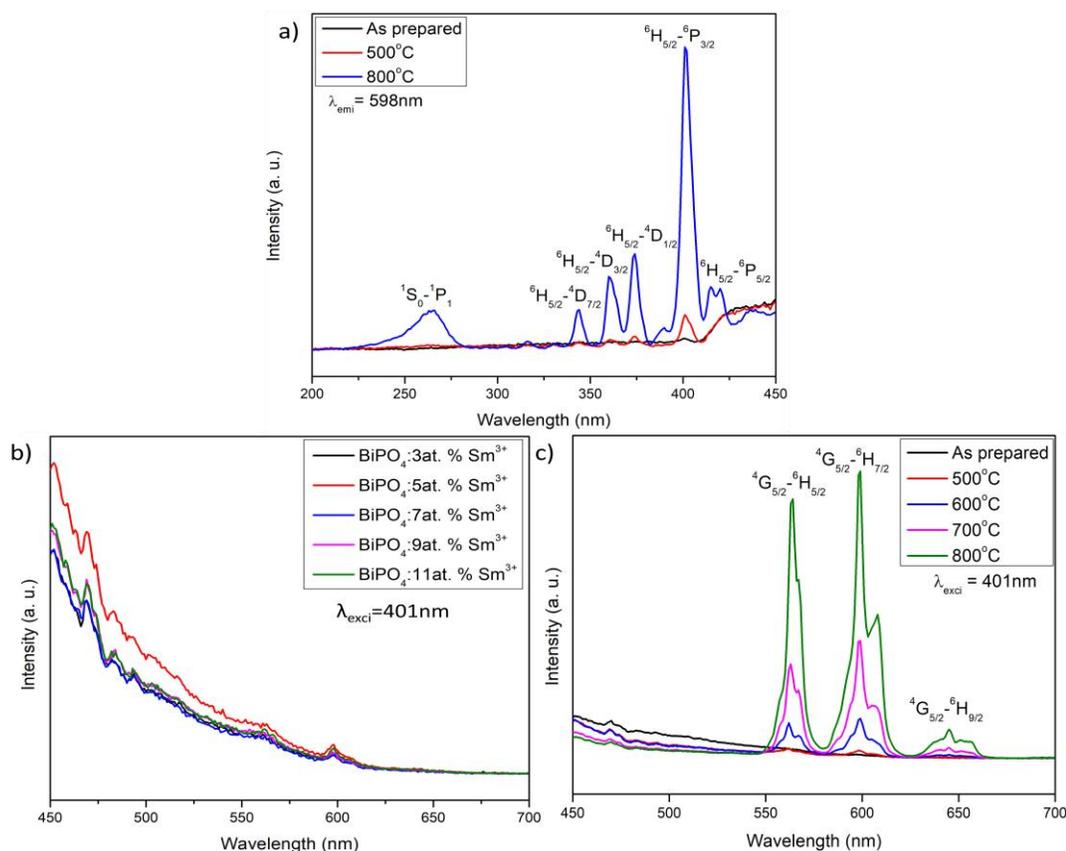 a)
As prepared
500°C
800°C
λemi= 598nm
⁶H₅/₂-⁶P₃/₂
⁶H₅/₂-⁴D₁/₂
⁶H₅/₂-⁴D₃/₂
⁶H₅/₂-⁶P₅/₂
¹S₀-¹P₁
⁶H₅/₂-⁴D₇/₂
Intensity (a. u.)
200 250 300 350 400 450
Wavelength (nm)
b)
BiPO₄:3at. % Sm³⁺
BiPO₄:5at. % Sm³⁺
BiPO₄:7at. % Sm³⁺
BiPO₄:9at. % Sm³⁺
BiPO₄:11at. % Sm³⁺
λexci=401nm
Intensity (a. u.)
450 500 550 600 650 700
Wavelength (nm)
c)
As prepared
500°C
600°C
700°C
800°C
λexci = 401nm
⁴G₅/₂-⁶H₇/₂
⁴G₅/₂-⁶H₅/₂
⁴G₅/₂-⁶H₉/₂
Intensity (a. u.)
450 500 550 600 650 700
Wavelength (nm)